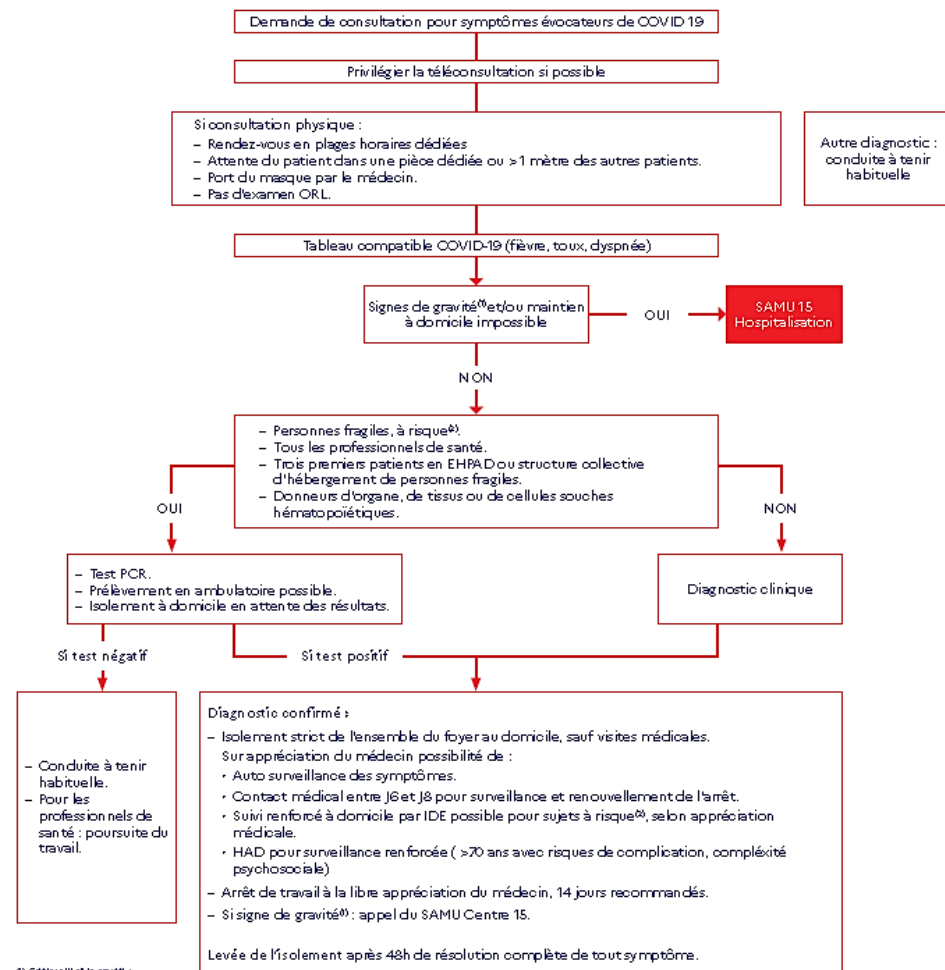 Demande de consultation pour symptômes évocateurs de COVID 19
Privilégier la téléconsultation si possible
Si consultation physique :
– Rendez-vous en plages horaires dédiées
– Attente du patient dans une pièce dédiée ou >1 mètre des autres patients.
– Port du masque par le médecin.
– Pas d'examen ORL.
Autre diagnostic :
conduite à tenir
habituelle
Tableau compatible COVID-19 (fièvre, toux, dyspnée)
Signes de gravité⁽¹⁾ et/ou maintien
à domicile impossible
OUI
SAMU 15
Hospitalisation
NON
– Personnes fragiles, à risque⁽²⁾.
– Tous les professionnels de santé.
– Trois premiers patients en EHPAD ou structure collective
d'hébergement de personnes fragiles.
– Donneurs d'organe, de tissus ou de cellules souches
hématopoïétiques.
OUI
NON
– Test PCR.
– Prélèvement en ambulatoire possible.
– Isolement à domicile en attente des résultats.
Diagnostic clinique
Si test négatif
Si test positif
– Conduite à tenir
habituelle.
– Pour les
professionnels de
santé : poursuite du
travail.
Diagnostic confirmé :
– Isolement strict de l'ensemble du foyer au domicile, sauf visites médicales.
Sur appréciation du médecin possibilité de :
• Auto surveillance des symptômes.
• Contact médical entre J6 et J8 pour surveillance et renouvellement de l'arrêt.
• Suivi renforcé à domicile par IDE possible pour sujets à risque⁽²⁾, selon appréciation
médicale.
• HAD pour surveillance renforcée ( >70 ans avec risques de complication, compléxité
psychosociale)
– Arrêt de travail à la libre appréciation du médecin, 14 jours recommandés.
– Si signe de gravité⁽¹⁾ : appel du SAMU Centre 15.
Levée de l'isolement après 48h de résolution complète de tout symptôme.